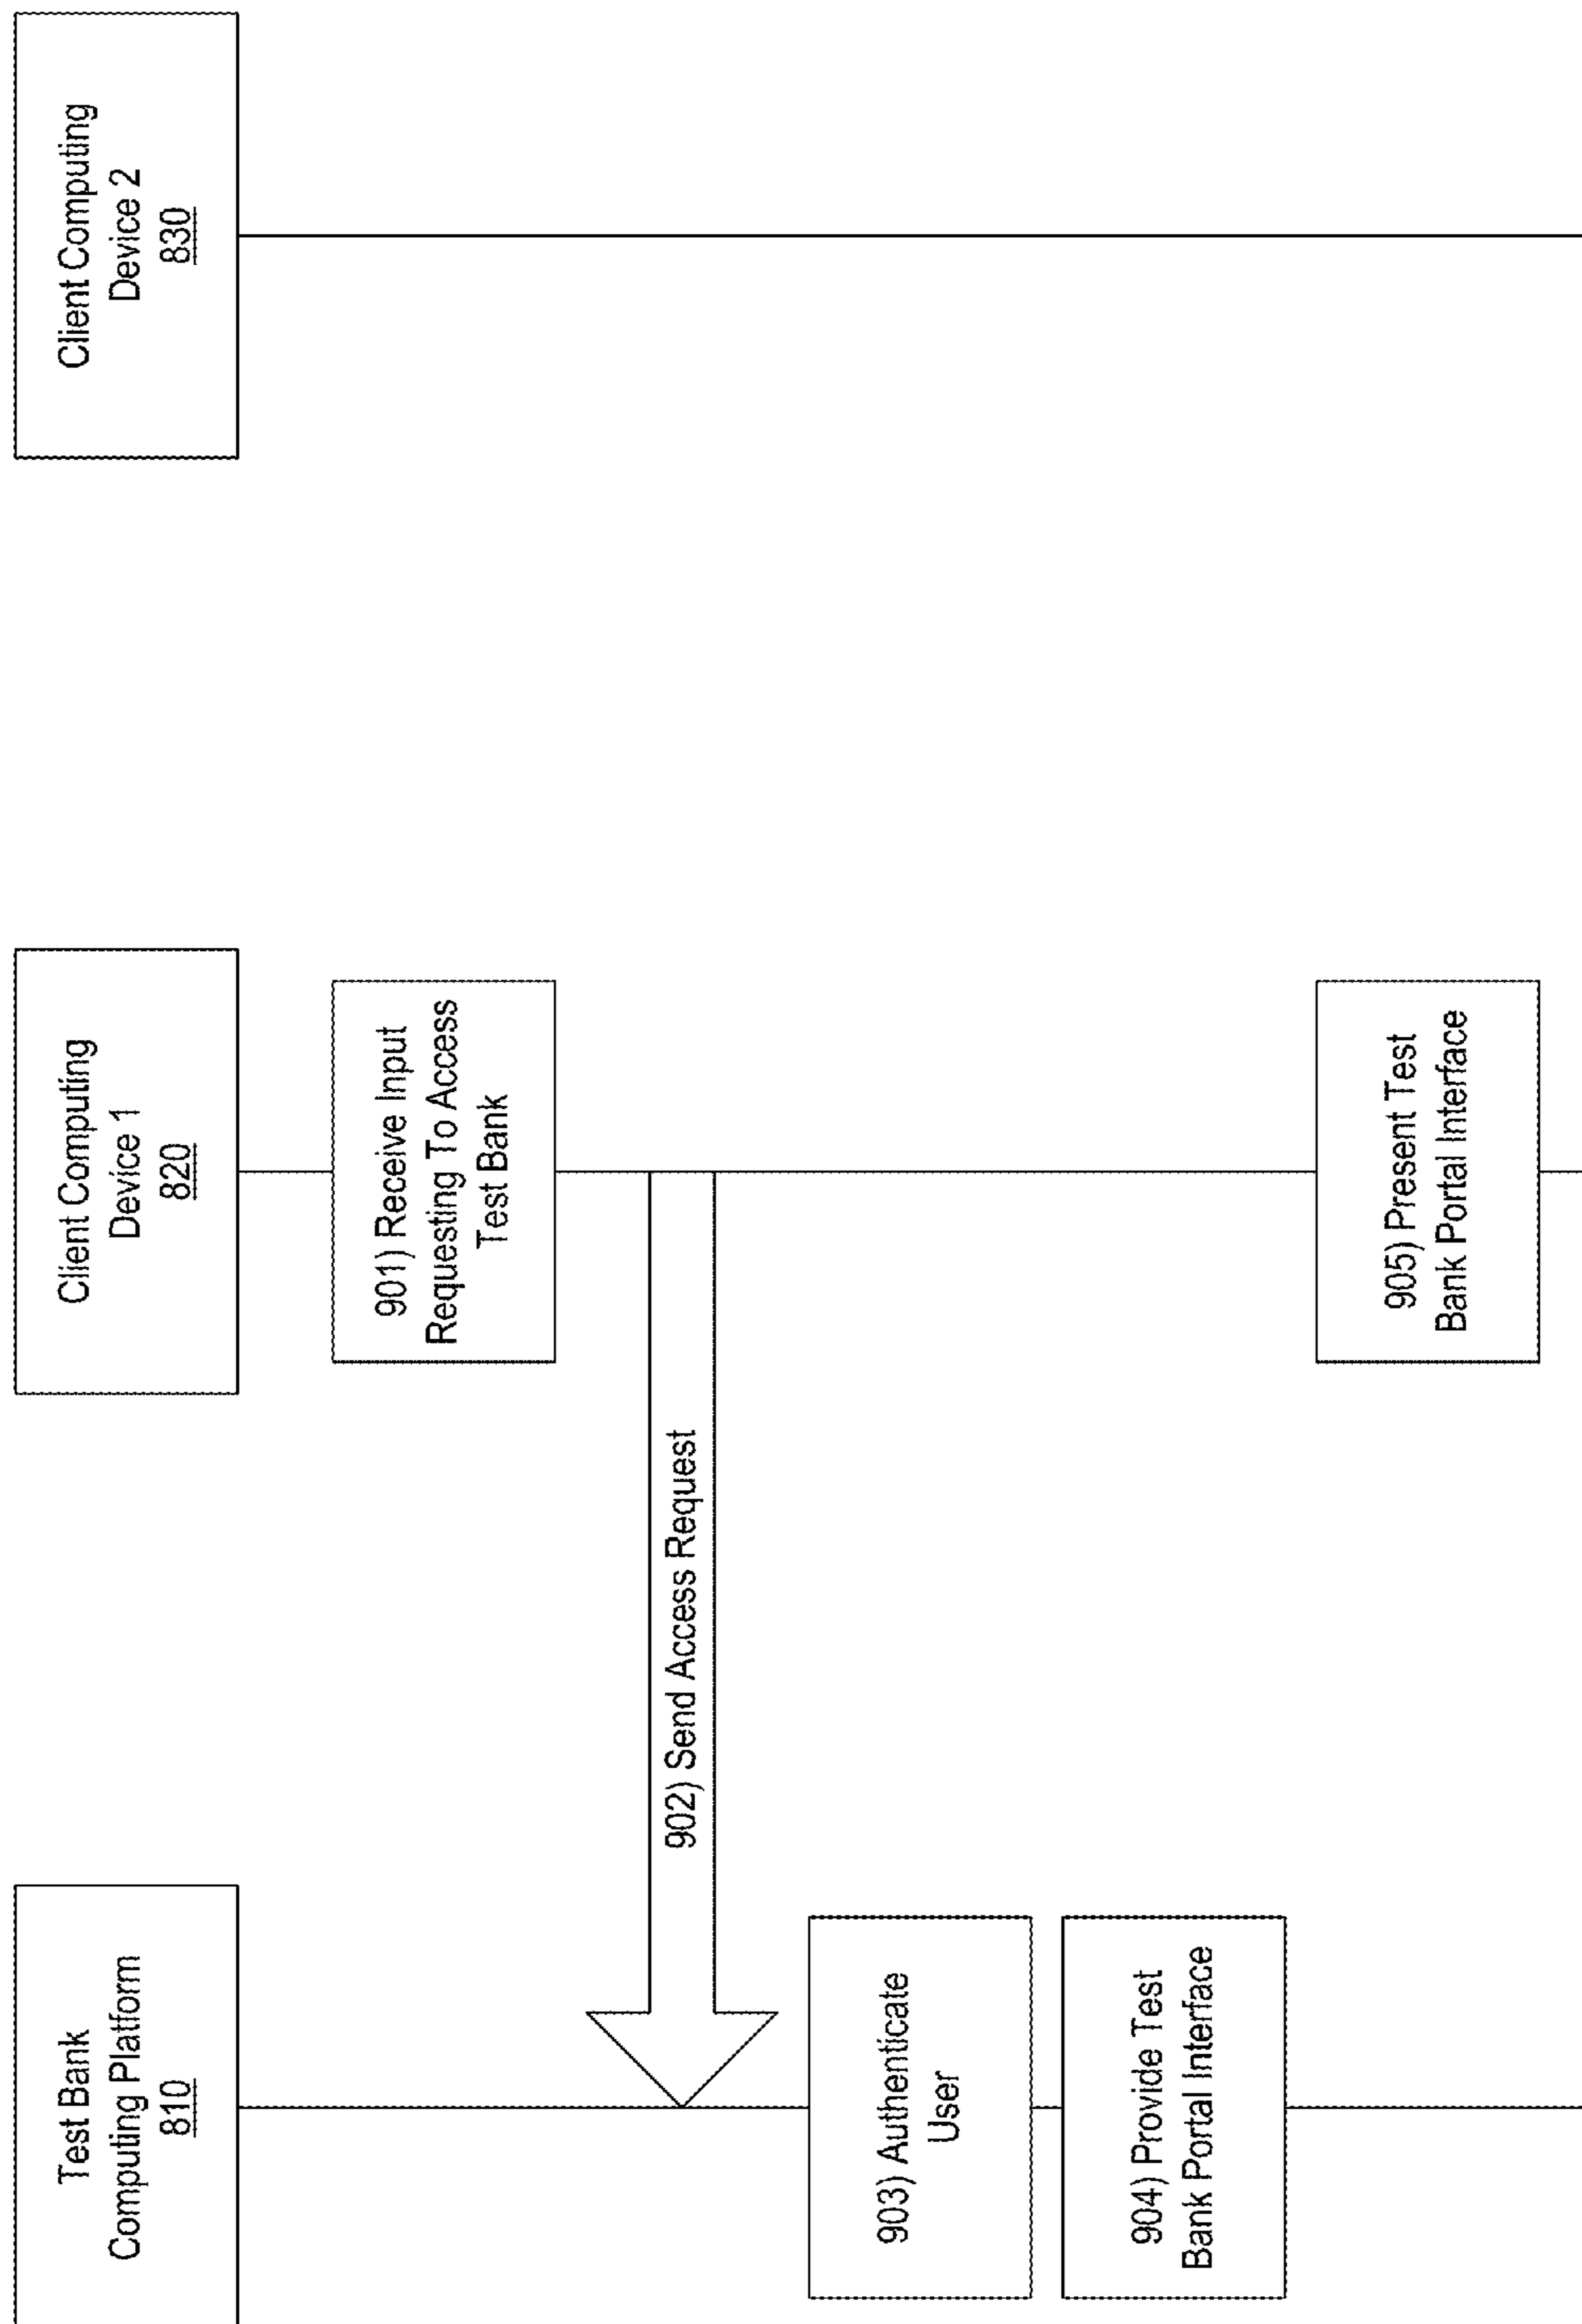 Test Bank
Computing Platform
810
Client Computing
Device 1
820
Client Computing
Device 2
830
901) Receive Input
Requesting To Access
Test Bank
902) Send Access Request
903) Authenticate
User
904) Provide Test
Bank Portal Interface
905) Present Test
Bank Portal Interface